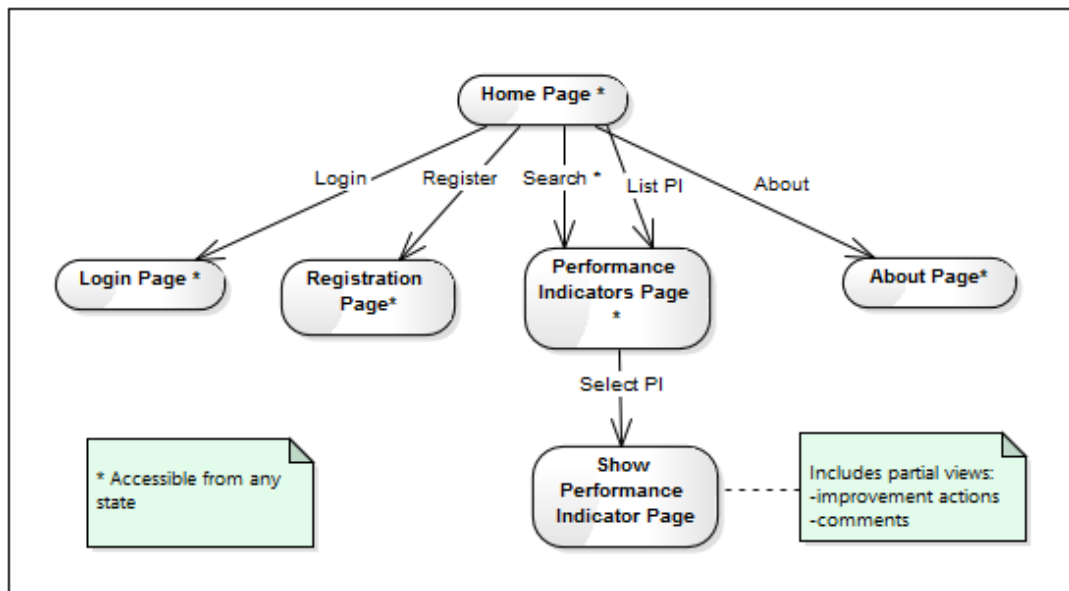 Home Page *
Login
Register
Search *
List PI
About
Login Page *
Registration
Page*
Performance
Indicators Page
*
About Page*
Select PI
* Accessible from any
state
Show
Performance
Indicator Page
Includes partial views:
-improvement actions
-comments